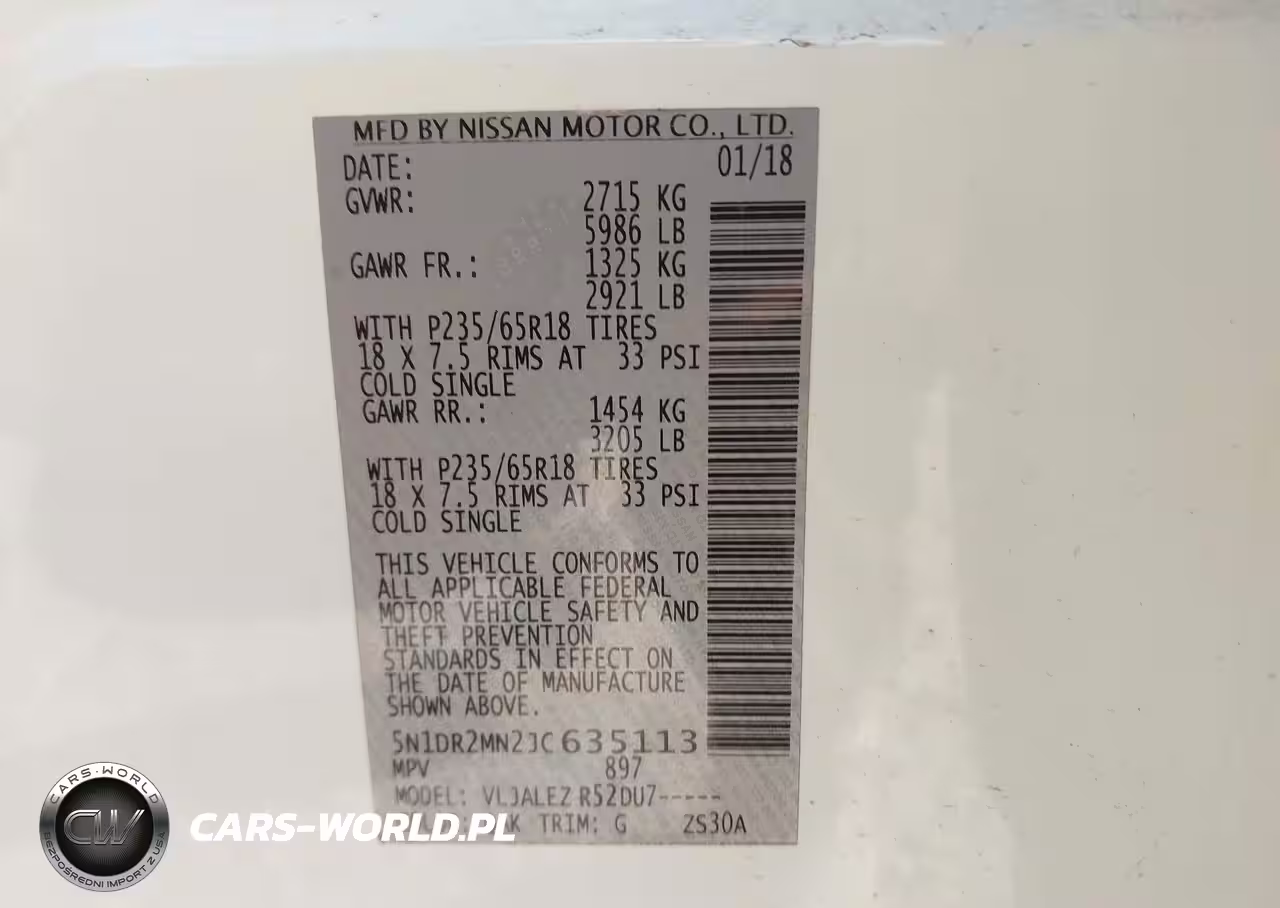 MFD BY NISSAN MOTOR CO., LTD.
DATE: 01/18
GVWR: 2715 KG
5986 LB
GAWR FR.: 1325 KG
2921 LB
WITH P235/65R18 TIRES
18 X 7.5 RIMS AT 33 PSI
COLD SINGLE
GAWR RR.: 1454 KG
3205 LB
WITH P235/65R18 TIRES
18 X 7.5 RIMS AT 33 PSI
COLD SINGLE
THIS VEHICLE CONFORMS TO
ALL APPLICABLE FEDERAL
MOTOR VEHICLE SAFETY AND
THEFT PREVENTION
STANDARDS IN EFFECT ON
THE DATE OF MANUFACTURE
SHOWN ABOVE.
5N1DR2MN2JC635113
MPV 897
MODEL: VLJALEZ R52DU7-----
TRIM: G ZS30A
CARS-WORLD
CW
BEZPOŚREDNI IMPORT Z USA
CARS-WORLD.PL